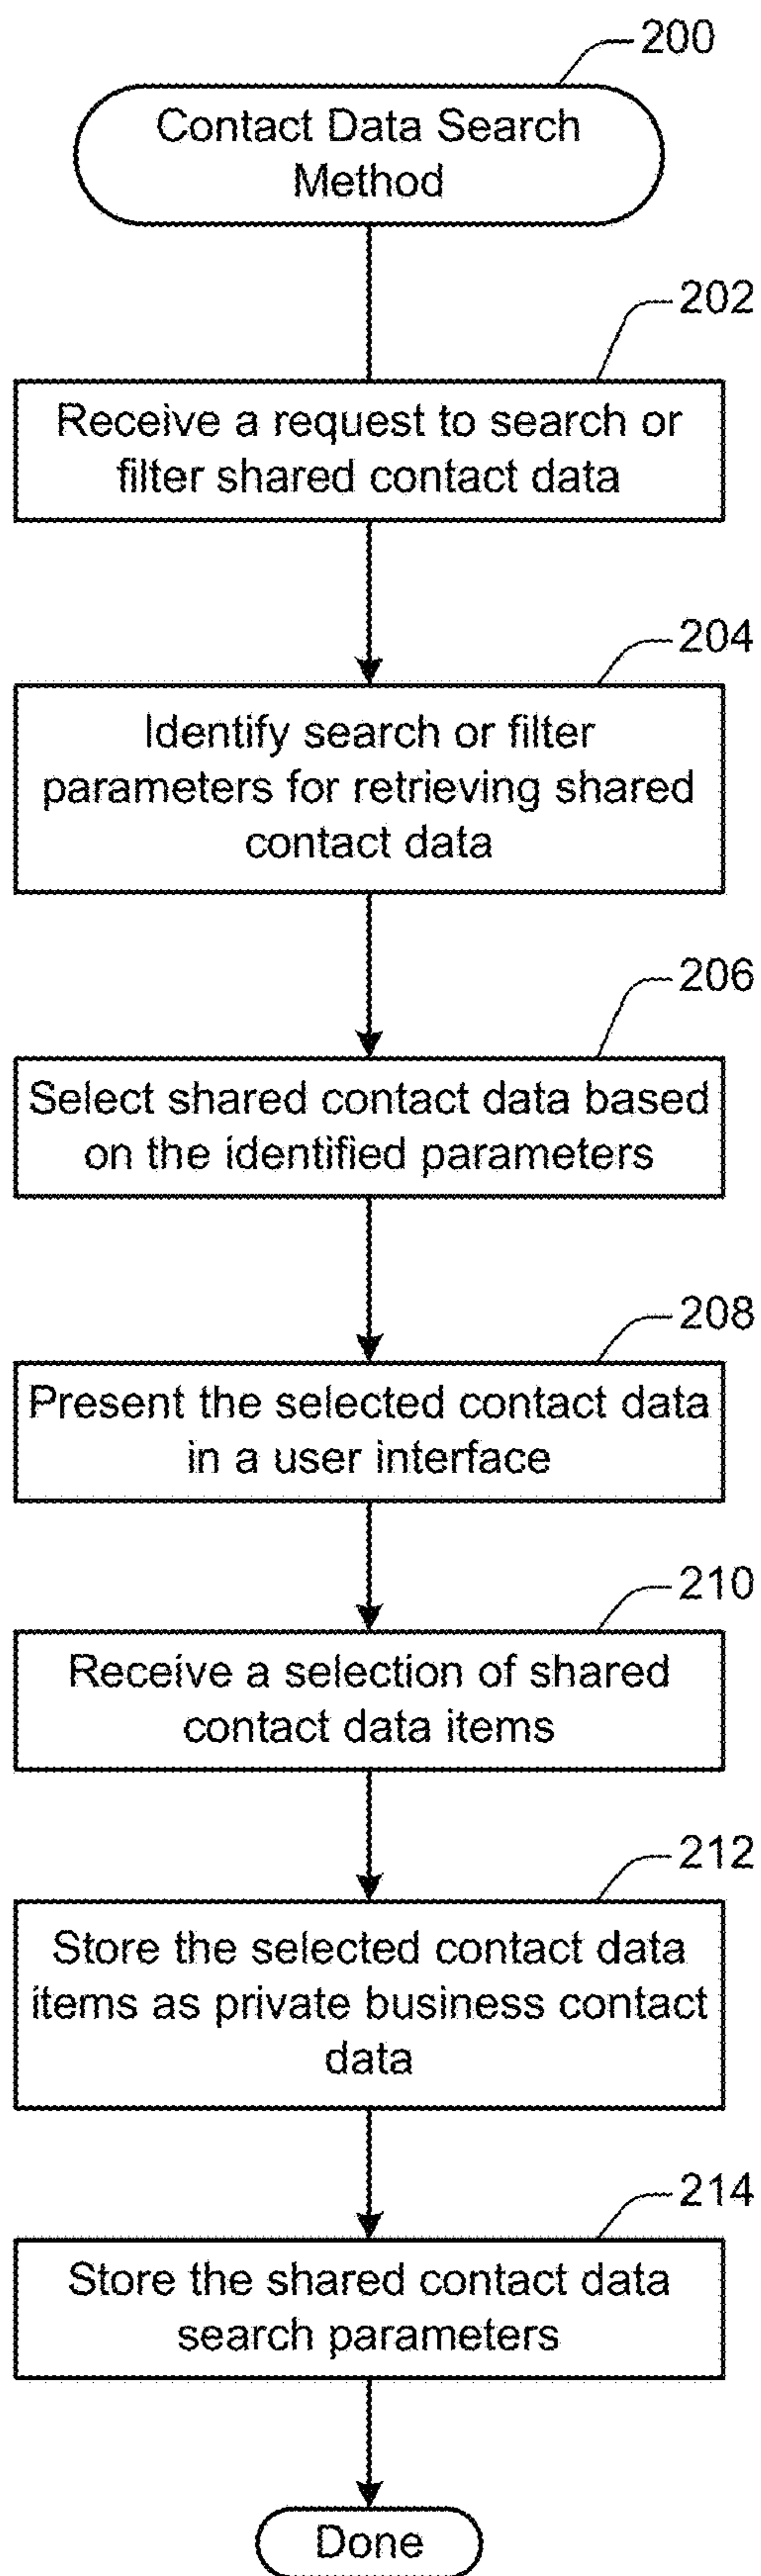 200
Contact Data Search
Method
202
Receive a request to search or
filter shared contact data
204
Identify search or filter
parameters for retrieving shared
contact data
206
Select shared contact data based
on the identified parameters
208
Present the selected contact data
in a user interface
210
Receive a selection of shared
contact data items
212
Store the selected contact data
items as private business contact
data
214
Store the shared contact data
search parameters
Done